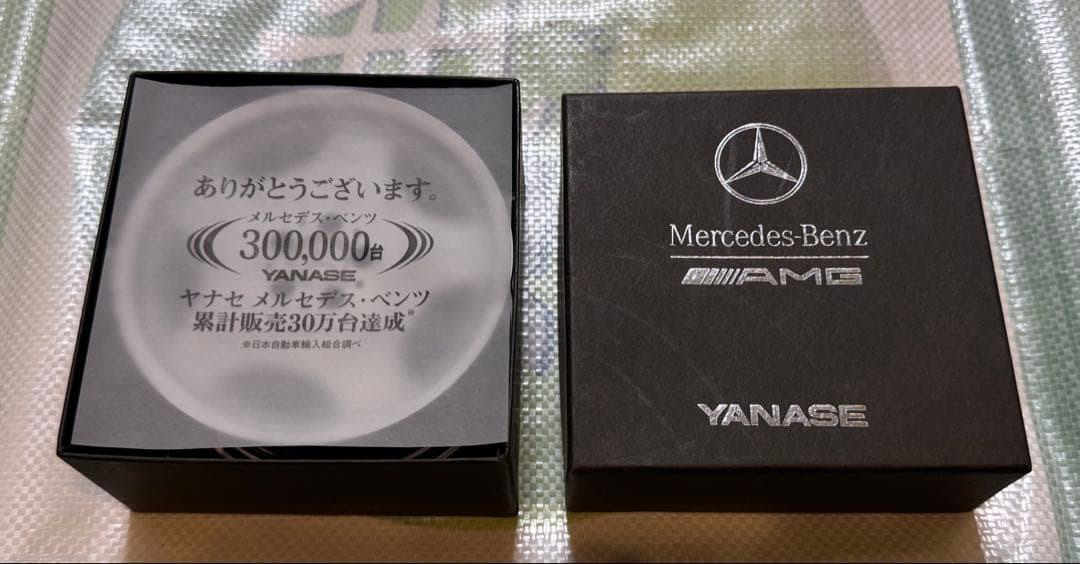 ありがとうございます。
メルセデス・ベンツ
300,000台
YANASE
ヤナセ メルセデス・ベンツ
累計販売30万台達成※
※日本自動車輸入組合調べ
Mercedes-Benz
AMG
YANASE